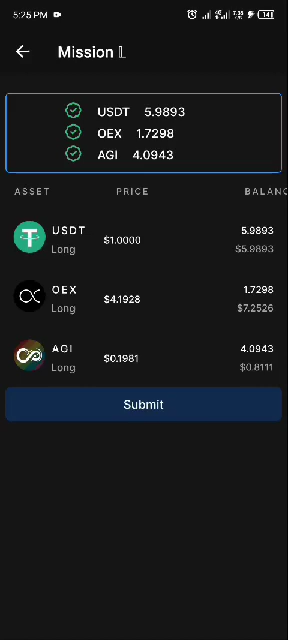 5:25 PM
Mission
USDT 5.9893
OEX 1.7298
AGI 4.0943
ASSET PRICE BALANC
USDT $1.0000 5.9893
Long $5.9893
OEX $4.1928 1.7298
Long $7.2526
AGI $0.1981 4.0943
Long $0.8111
Submit